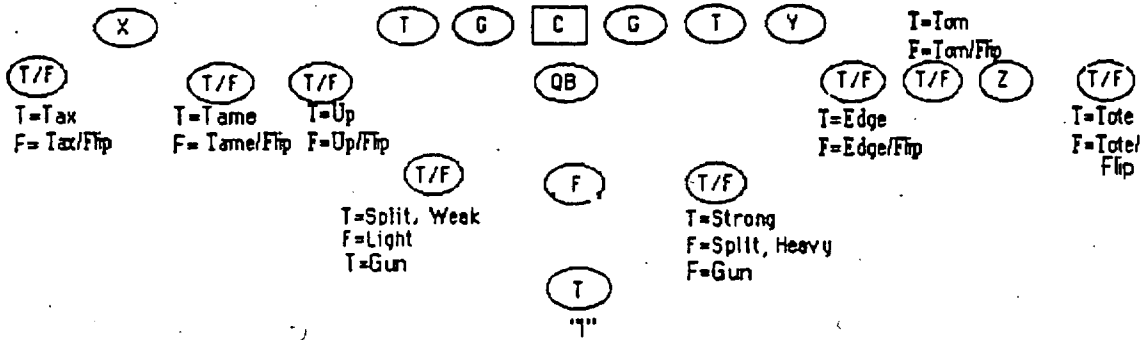 X T G C G T Y
T=Tom
F=Tom/Flip
T/F T/F T/F QB T/F T/F Z T/F
T=Tax
F= Tax/Flip
T=Tame
F= Tame/Flip
T=Up
F=Up/Flip
T=Edge
F=Edge/Flip
T=Tote
F=Tote/
Flip
T/F F T/F
T=Split, Weak
F=Light
T=Gun
T=Strong
F=Split, Heavy
F=Gun
T
"I"